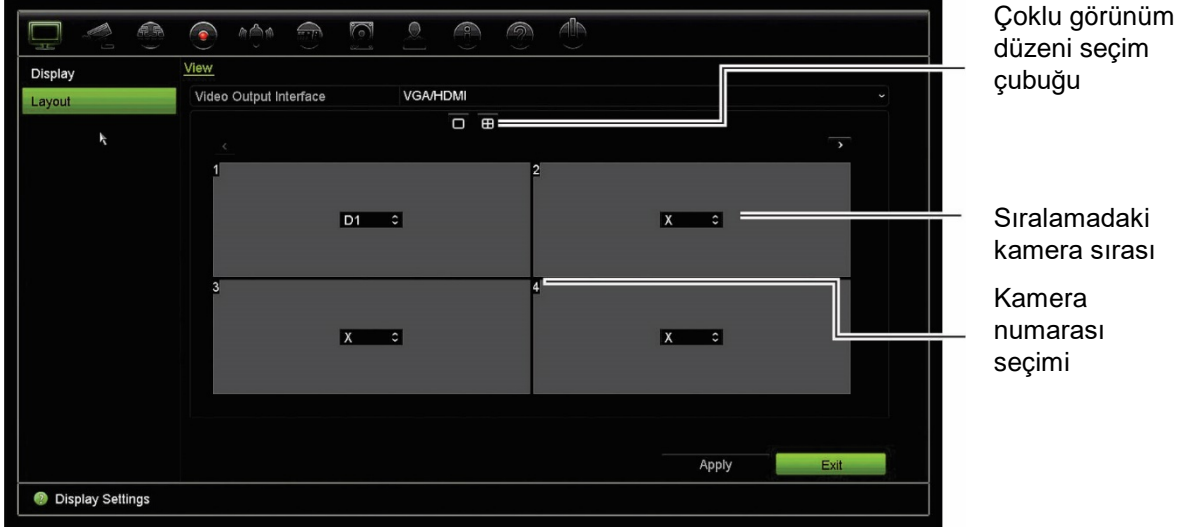 Çoklu görünüm
düzeni seçim
çubuğu
Display
View
Layout
Video Output Interface VGA/HDMI
1
2
D1
X
Sıralamadaki
kamera sırası
3
4
X
X
Kamera
numarası
seçimi
Apply
Exit
Display Settings